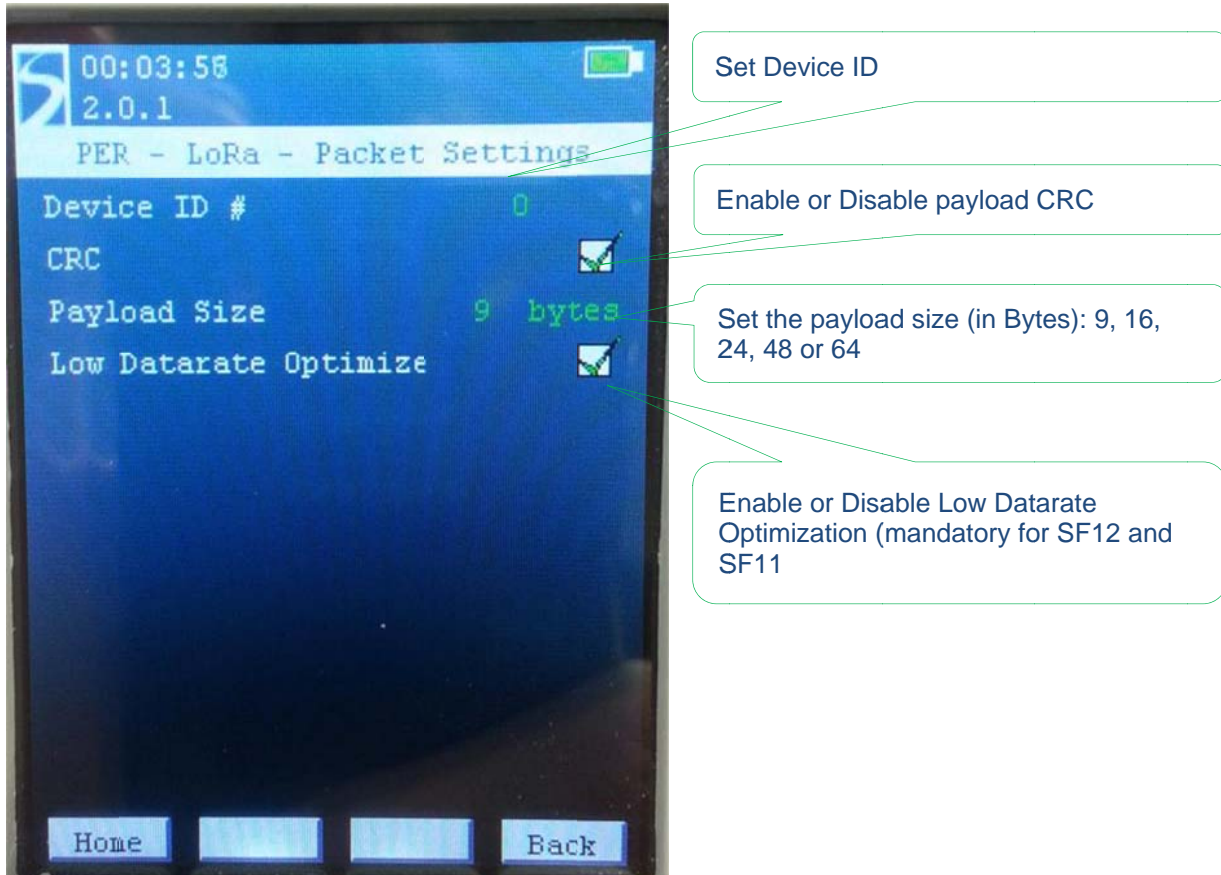 00:03:58
2.0.1
PER - LoRa - Packet Settings
Device ID # 0
CRC
Payload Size 9 bytes
Low Datarate Optimize
Home
Back
Set Device ID
Enable or Disable payload CRC
Set the payload size (in Bytes): 9, 16,
24, 48 or 64
Enable or Disable Low Datarate
Optimization (mandatory for SF12 and
SF11